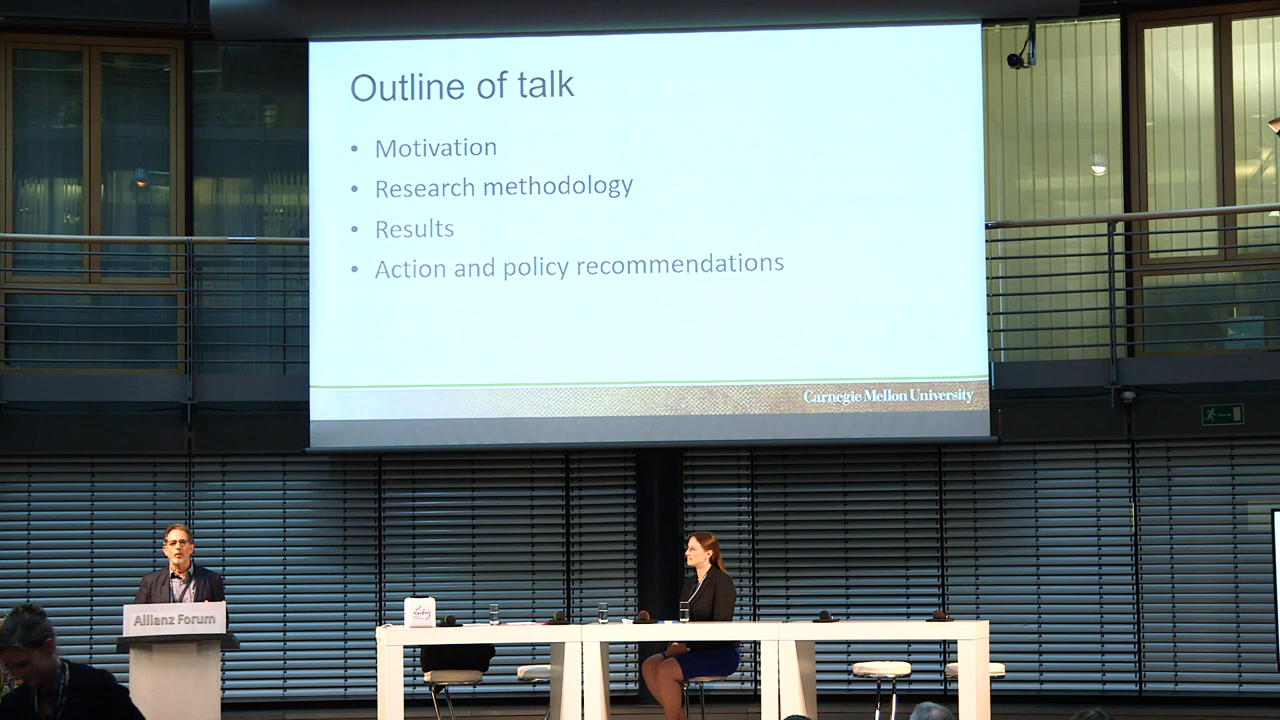 Outline of talk
• Motivation
• Research methodology
• Results
• Action and policy recommendations
Carnegie Mellon University
Allianz Forum